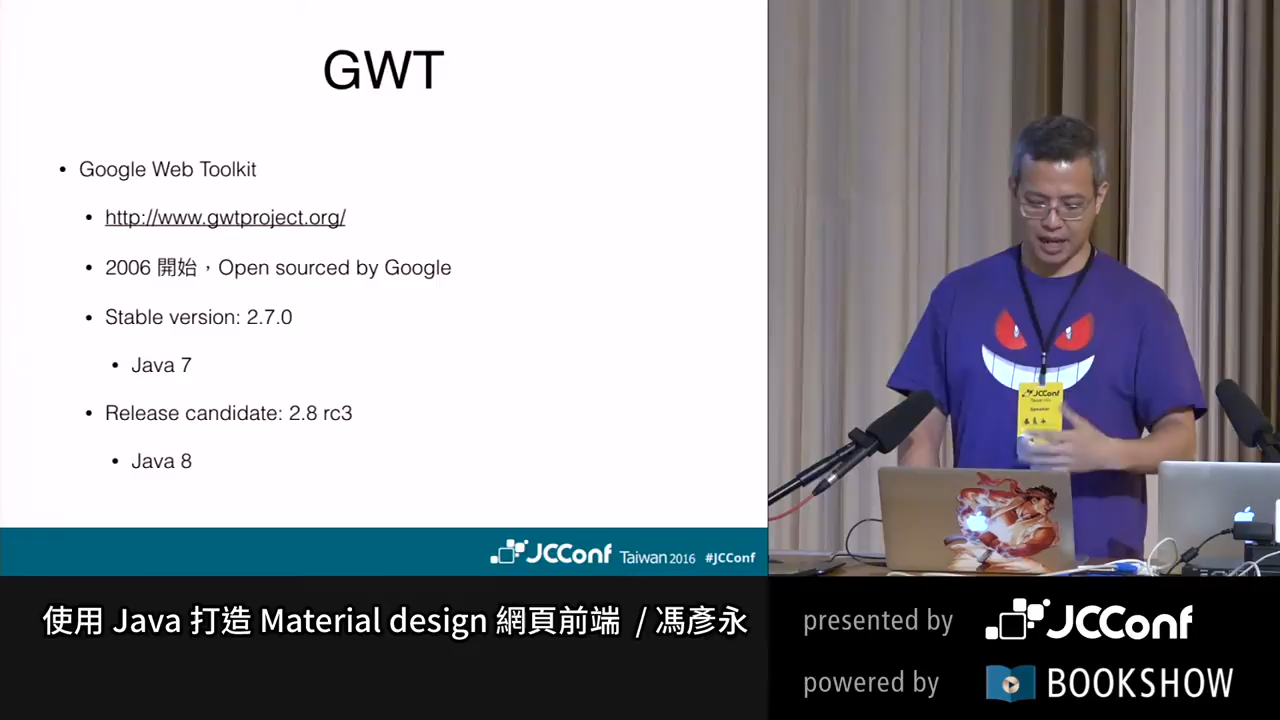 GWT
• Google Web Toolkit
• http://www.gwtproject.org/
• 2006 開始，Open sourced by Google
• Stable version: 2.7.0
• Java 7
• Release candidate: 2.8 rc3
• Java 8
JCConf Taiwan 2016 #JCConf
JCConf
Speaker
使用 Java 打造 Material design 網頁前端 / 馮彥永
presented by JCConf
powered by BOOKSHOW